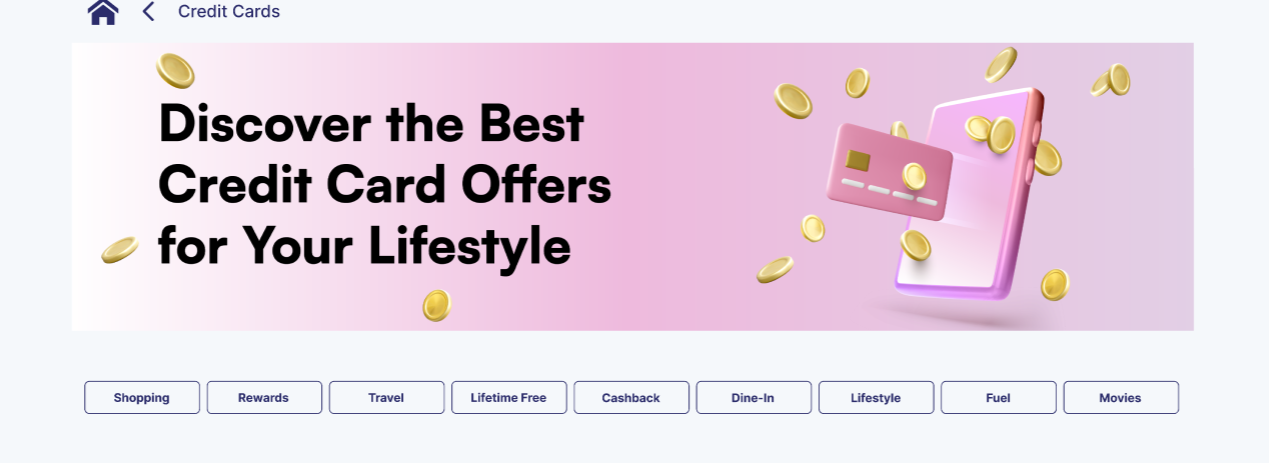 Credit Cards
Discover the Best
Credit Card Offers
for Your Lifestyle
Shopping
Rewards
Travel
Lifetime Free
Cashback
Dine-In
Lifestyle
Fuel
Movies